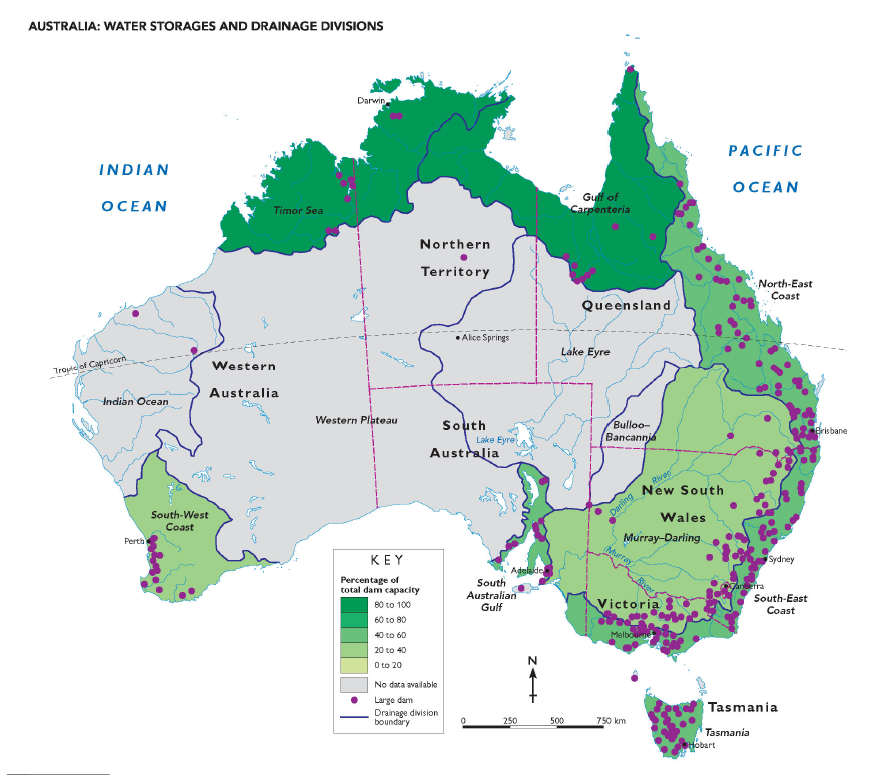 AUSTRALIA: WATER STORAGES AND DRAINAGE DIVISIONS
Darwin
INDIAN
OCEAN
PACIFIC
OCEAN
Timor Sea
Gulf of
Carpenteria
Northern
Territory
North-East
Coast
Queensland
Alice Springs
Lake Eyre
Tropic of Capricorn
Western
Australia
Indian Ocean
Western Plateau
South
Australia
Lake Eyre
Bulloo–
Bancannia
Brisbane
Darling River
New South
Wales
Murray–Darling
South-West
Coast
Perth
Murray River
Sydney
Canberra
Adelaide
South
Australian
Gulf
South-East
Coast
Victoria
Melbourne
KEY
Percentage of
total dam capacity
80 to 100
60 to 80
40 to 60
20 to 40
0 to 20
No data available
Large dam
Drainage division
boundary
N
0 250 500 750 km
Tasmania
Tasmania
Hobart